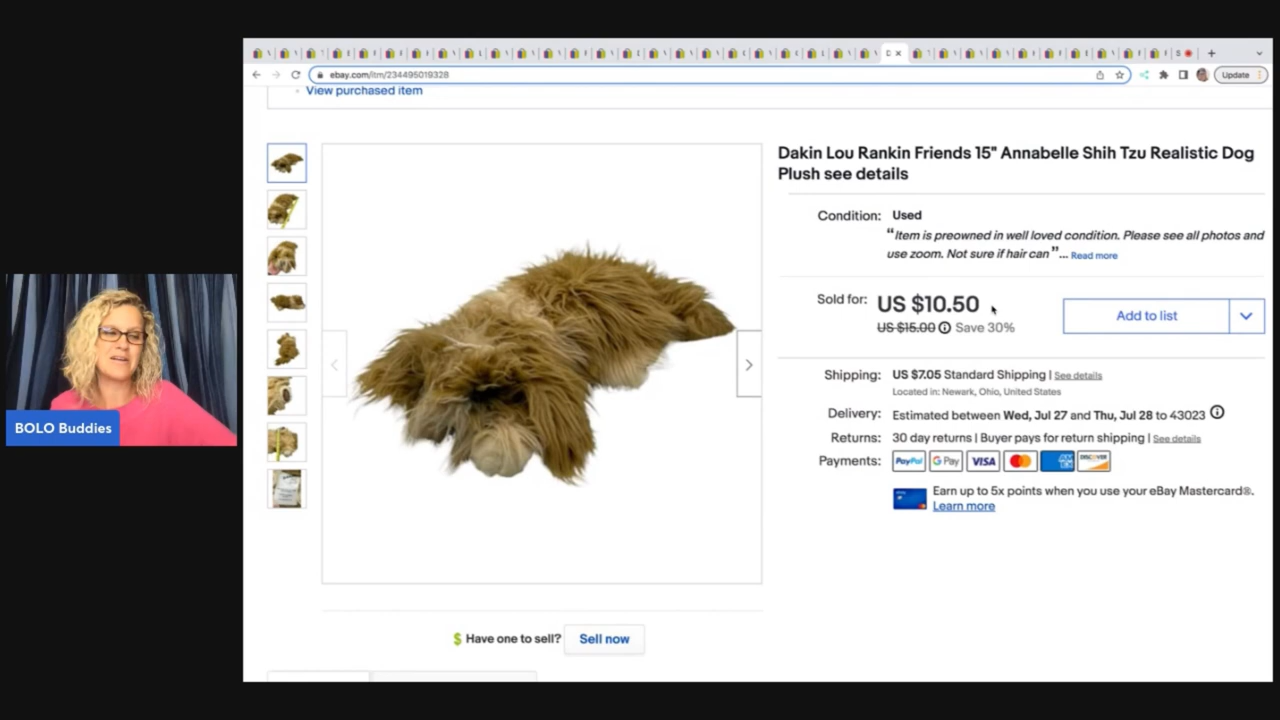 ebay.com/itm/234495019328
Update
View purchased item
Dakin Lou Rankin Friends 15" Annabelle Shih Tzu Realistic Dog
Plush see details
Condition: Used
“Item is preowned in well loved condition. Please see all photos and
use zoom. Not sure if hair can ”... Read more
Sold for: US $10.50
US $15.00 Save 30%
Add to list
Shipping: US $7.05 Standard Shipping | See details
Located in: Newark, Ohio, United States
Delivery: Estimated between Wed, Jul 27 and Thu, Jul 28 to 43023
Returns: 30 day returns | Buyer pays for return shipping | See details
Payments: PayPal G Pay VISA DISCOVER
Earn up to 5x points when you use your eBay Mastercard®.
Learn more
BOLO Buddies
$ Have one to sell? Sell now